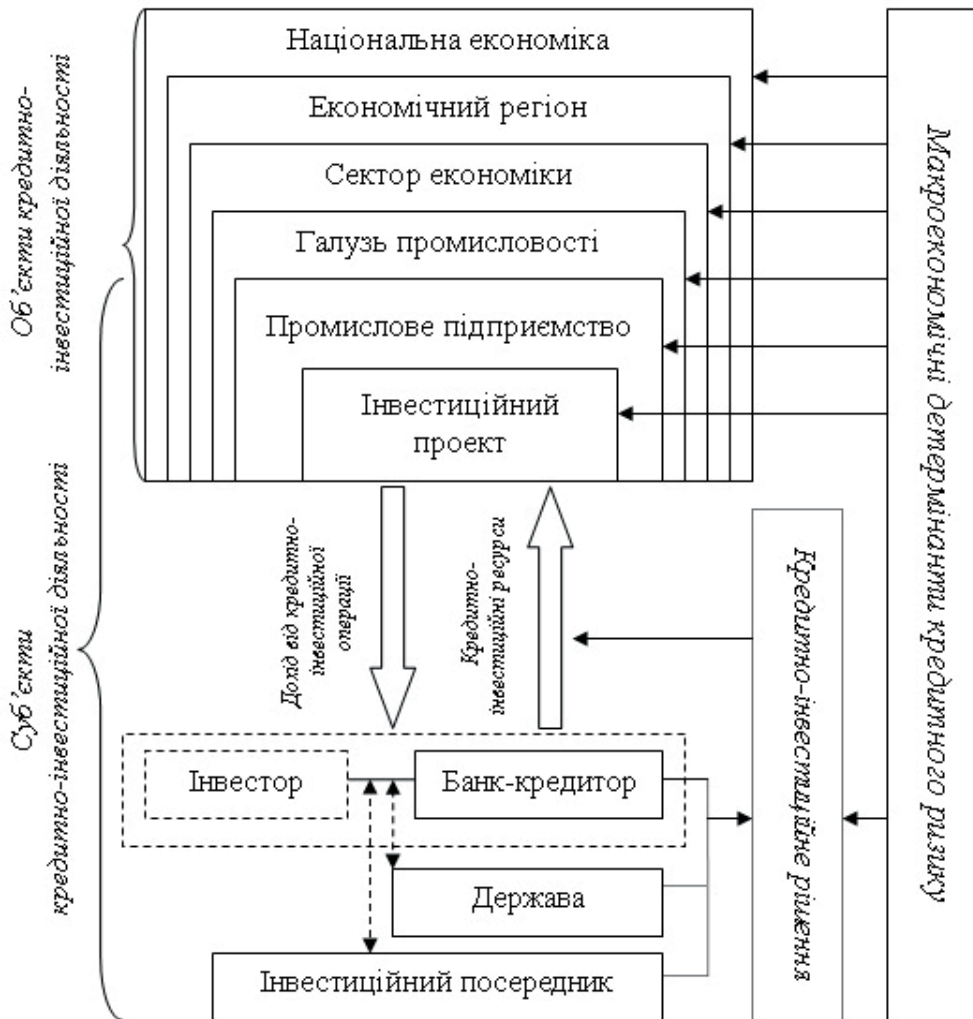 Національна економіка
Економічний регіон
Сектор економіки
Галузь промисловості
Промислове підприємство
Інвестиційний
проект
Об’єкти кредитно-
інвестиційної діяльності
Суб’єкти
кредитно-інвестиційної діяльності
Дохід від кредитно-
інвестиційної
операції
Кредитно-
інвестиційні ресурси
Інвестор
Банк-кредитор
Держава
Інвестиційний посередник
Кредитно-інвестиційне рішення
Макроекономічні детермінанти кредитного ризику